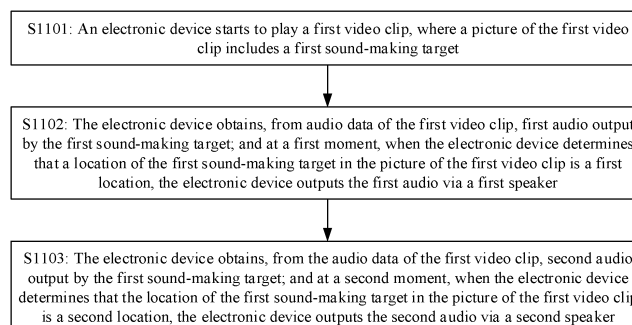 S1101: An electronic device starts to play a first video clip, where a picture of the first video
clip includes a first sound-making target
S1102: The electronic device obtains, from audio data of the first video clip, first audio output
by the first sound-making target; and at a first moment, when the electronic device determines
that a location of the first sound-making target in the picture of the first video clip is a first
location, the electronic device outputs the first audio via a first speaker
S1103: The electronic device obtains, from the audio data of the first video clip, second audio
output by the first sound-making target; and at a second moment, when the electronic device
determines that the location of the first sound-making target in the picture of the first video clip
is a second location, the electronic device outputs the second audio via a second speaker